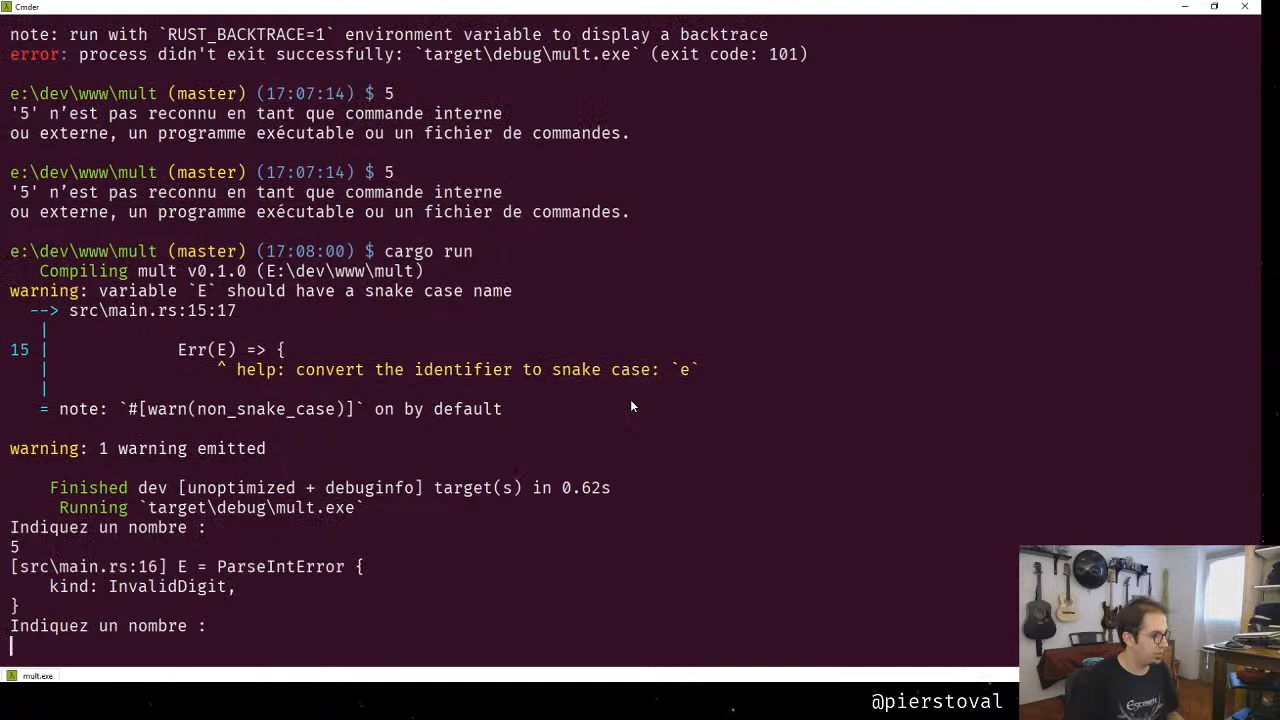 Cmder
note: run with `RUST_BACKTRACE=1` environment variable to display a backtrace
error: process didn't exit successfully: `target\debug\mult.exe` (exit code: 101)
e:\dev\www\mult (master) (17:07:14) $ 5
'5' n’est pas reconnu en tant que commande interne
ou externe, un programme exécutable ou un fichier de commandes.
e:\dev\www\mult (master) (17:07:14) $ 5
'5' n’est pas reconnu en tant que commande interne
ou externe, un programme exécutable ou un fichier de commandes.
e:\dev\www\mult (master) (17:08:00) $ cargo run
Compiling mult v0.1.0 (E:\dev\www\mult)
warning: variable `E` should have a snake case name
--> src\main.rs:15:17
|
15 |             Err(E) => {
|                 ^ help: convert the identifier to snake case: `e`
|
= note: `#[warn(non_snake_case)]` on by default
warning: 1 warning emitted
Finished dev [unoptimized + debuginfo] target(s) in 0.62s
Running `target\debug\mult.exe`
Indiquez un nombre :
5
[src\main.rs:16] E = ParseIntError {
kind: InvalidDigit,
}
Indiquez un nombre :
mult.exe
@pierstoval